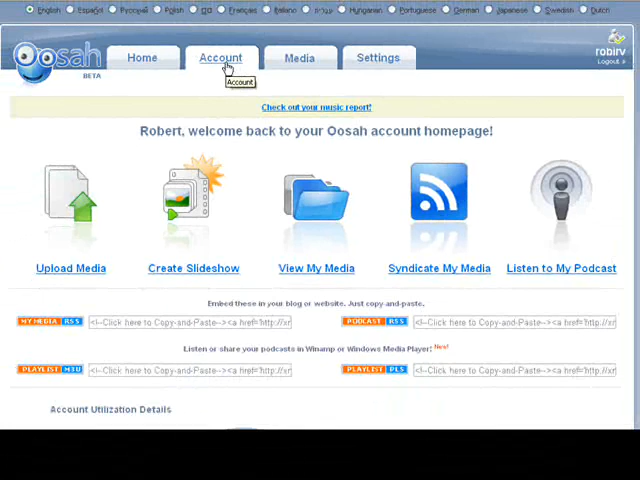 English Español Русский Polish Français Italiano עברית Hungarian Portuguese German Japanese Swedish Dutch
Oosah
BETA
Home Account Media Settings
robirv
Logout
Account
Check out your music report!
Robert, welcome back to your Oosah account homepage!
Upload Media Create Slideshow View My Media Syndicate My Media Listen to My Podcast
Embed these in your blog or website. Just copy-and-paste.
MY MEDIA RSS <!--Click here to Copy-and-Paste--><a href='http://xr PODCAST RSS <!--Click here to Copy-and-Paste--><a href='http://xr
Listen or share your podcasts in Winamp or Windows Media Player! New!
PLAYLIST M3U <!--Click here to Copy-and-Paste--><a href='http://xr PLAYLIST PLS <!--Click here to Copy-and-Paste--><a href='http://xr
Account Utilization Details